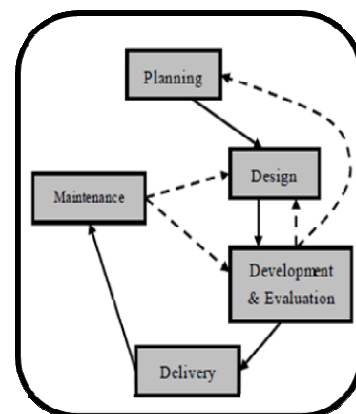 Planning
Design
Maintenance
Development
& Evaluation
Delivery